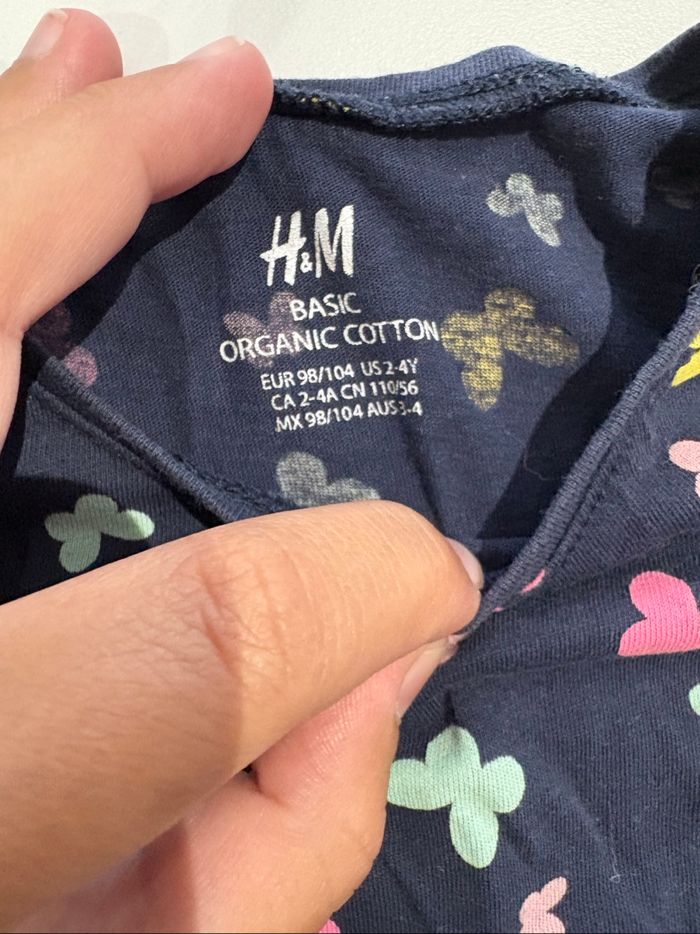 H&M
BASIC
ORGANIC COTTON
EUR 98/104 US 2-4Y
CA 2-4A CN 110/56
MX 98/104 AUS 3-4